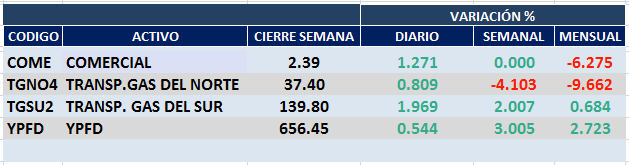 VARIACIÓN %
CODIGO ACTIVO CIERRE SEMANA DIARIO SEMANAL MENSUAL
COME COMERCIAL 2.39 1.271 0.000 -6.275
TGNO4 TRANSP.GAS DEL NORTE 37.40 0.809 -4.103 -9.662
TGSU2 TRANSP. GAS DEL SUR 139.80 1.969 2.007 0.684
YPFD YPFD 656.45 0.544 3.005 2.723